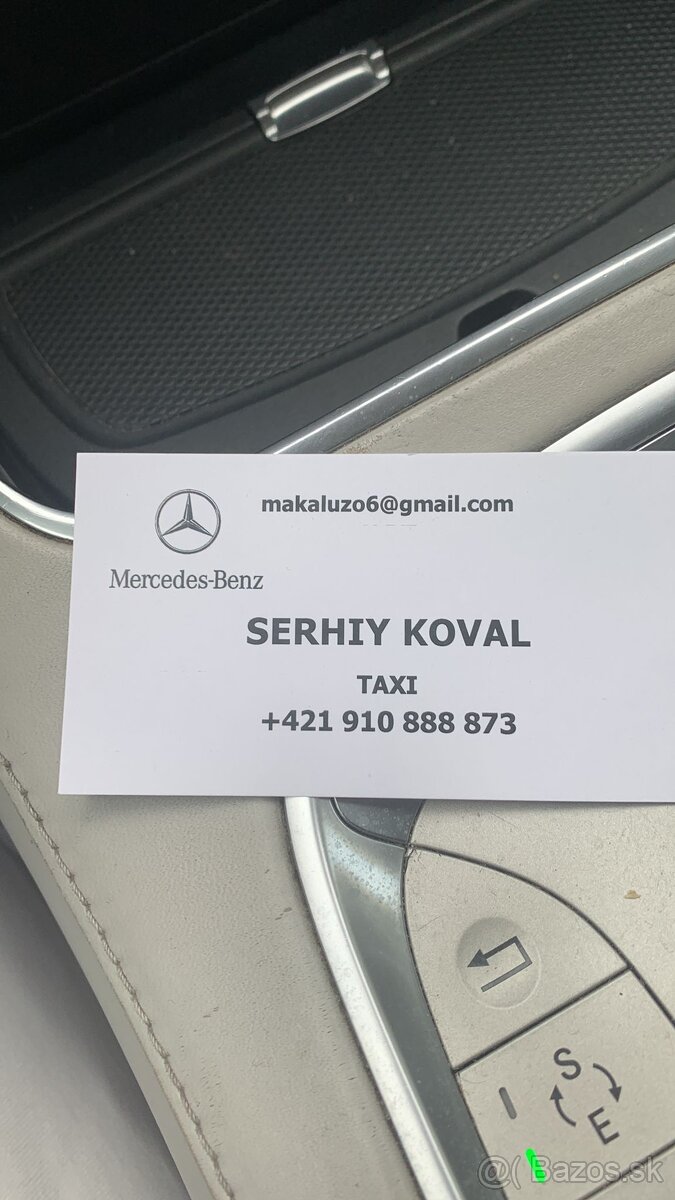 makaluzo6@gmail.com
Mercedes-Benz
SERHIY KOVAL
TAXI
+421 910 888 873
S
E
@( Bazos.sk